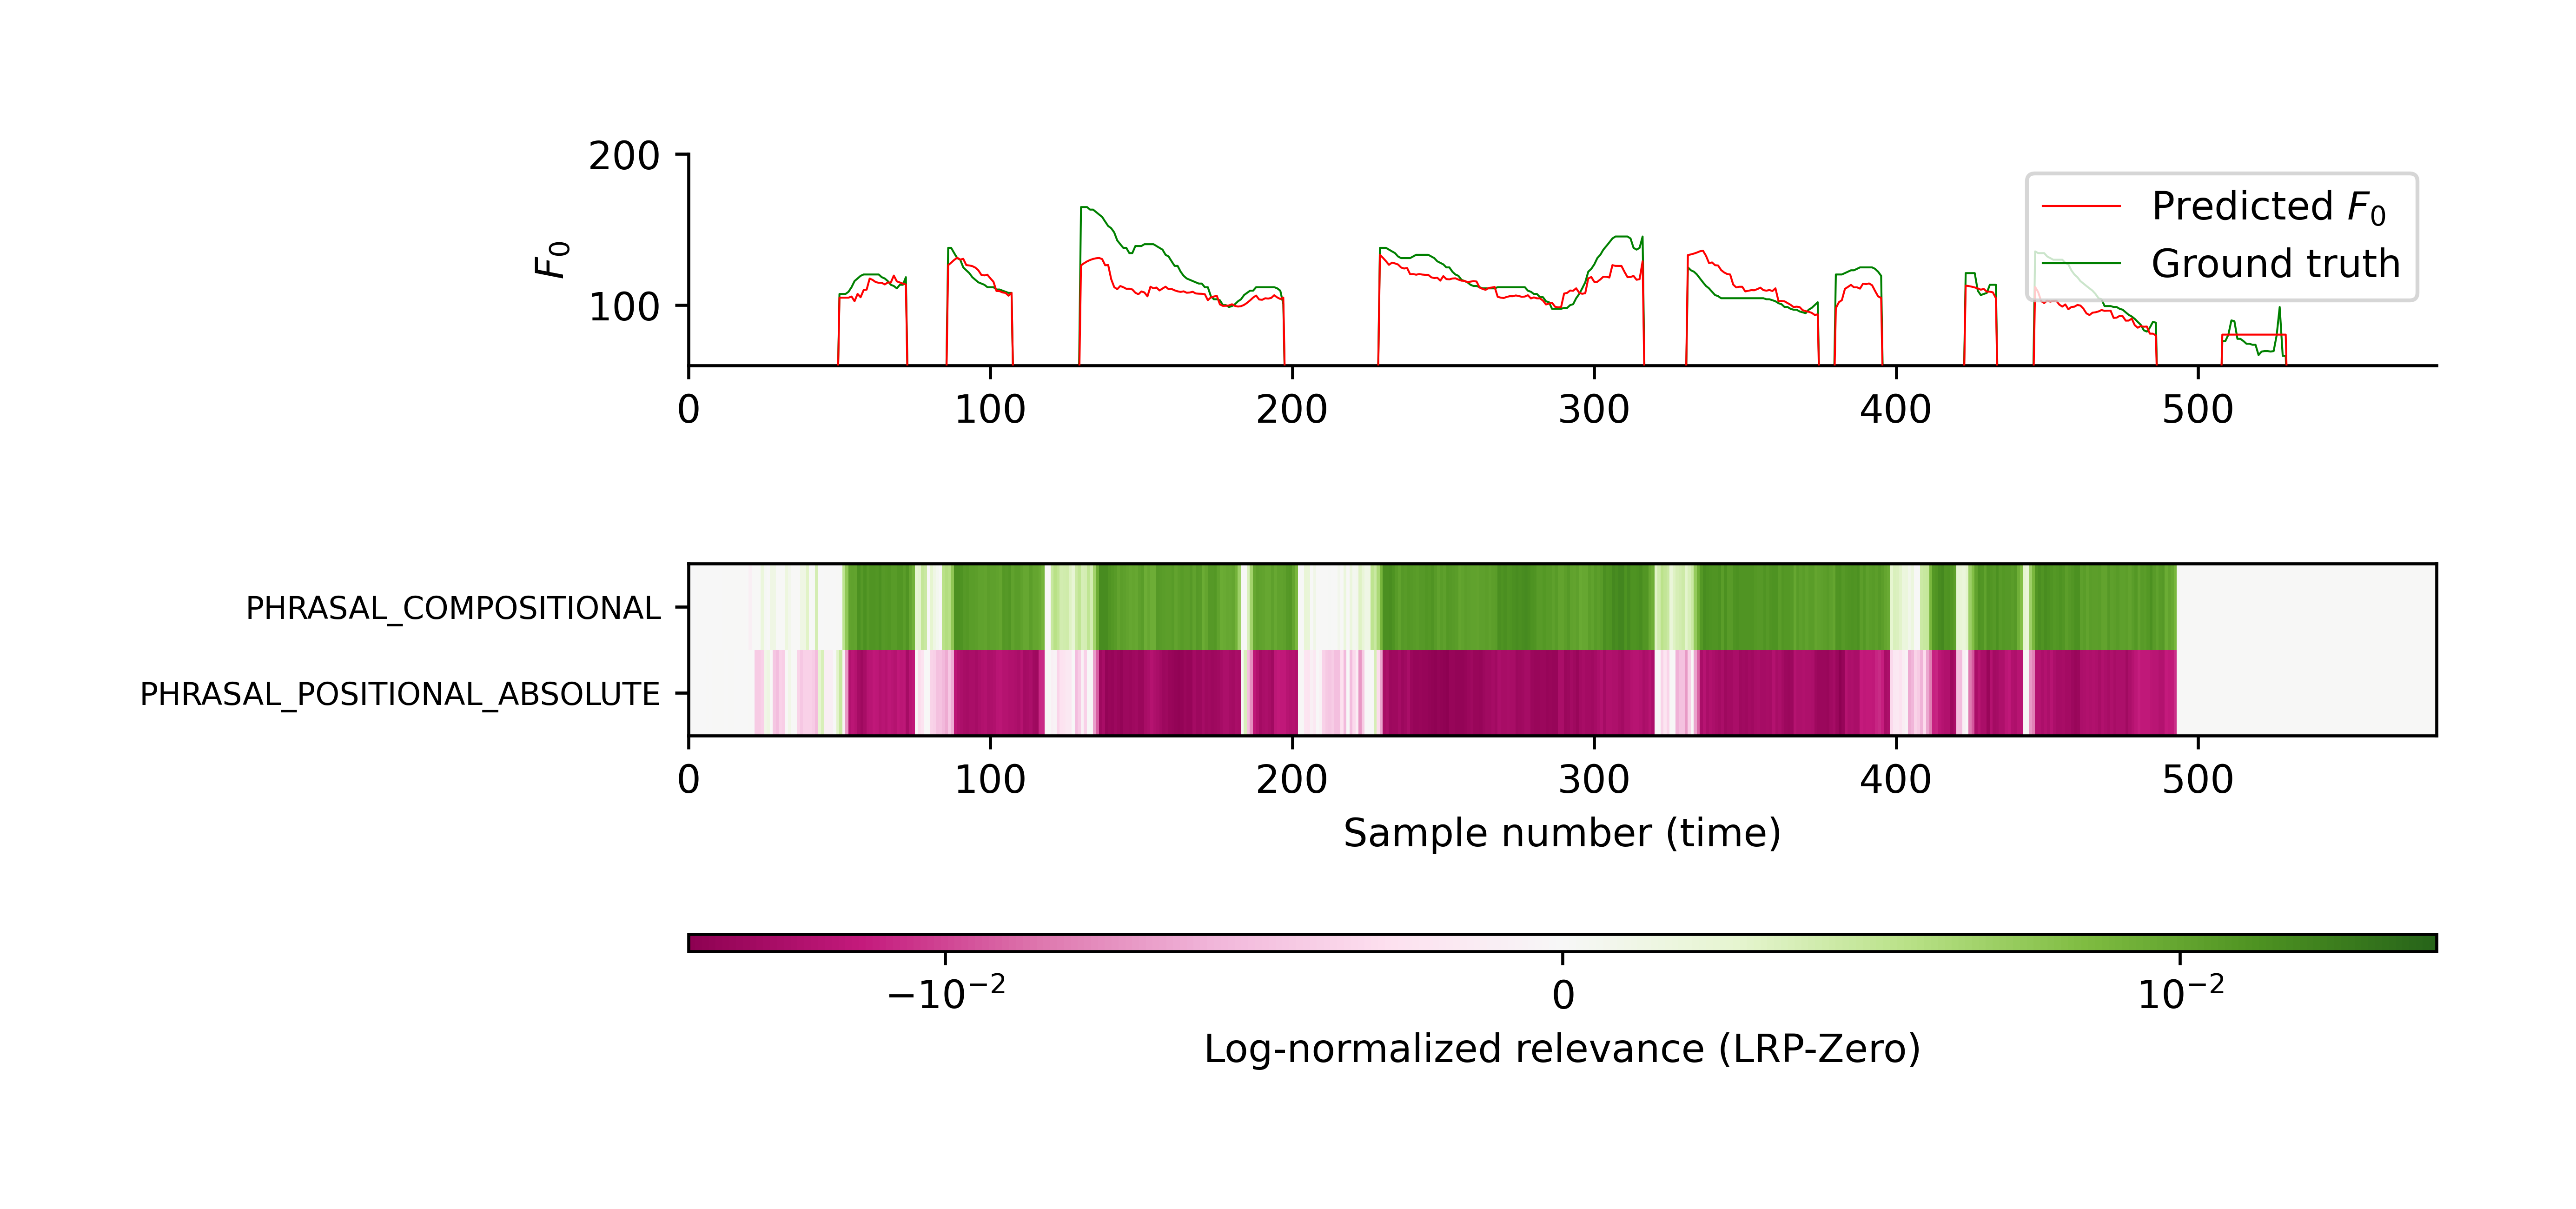 200
100
F₀
Predicted F₀
Ground truth
0 100 200 300 400 500
PHRASAL_COMPOSITIONAL
PHRASAL_POSITIONAL_ABSOLUTE
0 100 200 300 400 500
Sample number (time)
−10⁻² 0 10⁻²
Log-normalized relevance (LRP-Zero)